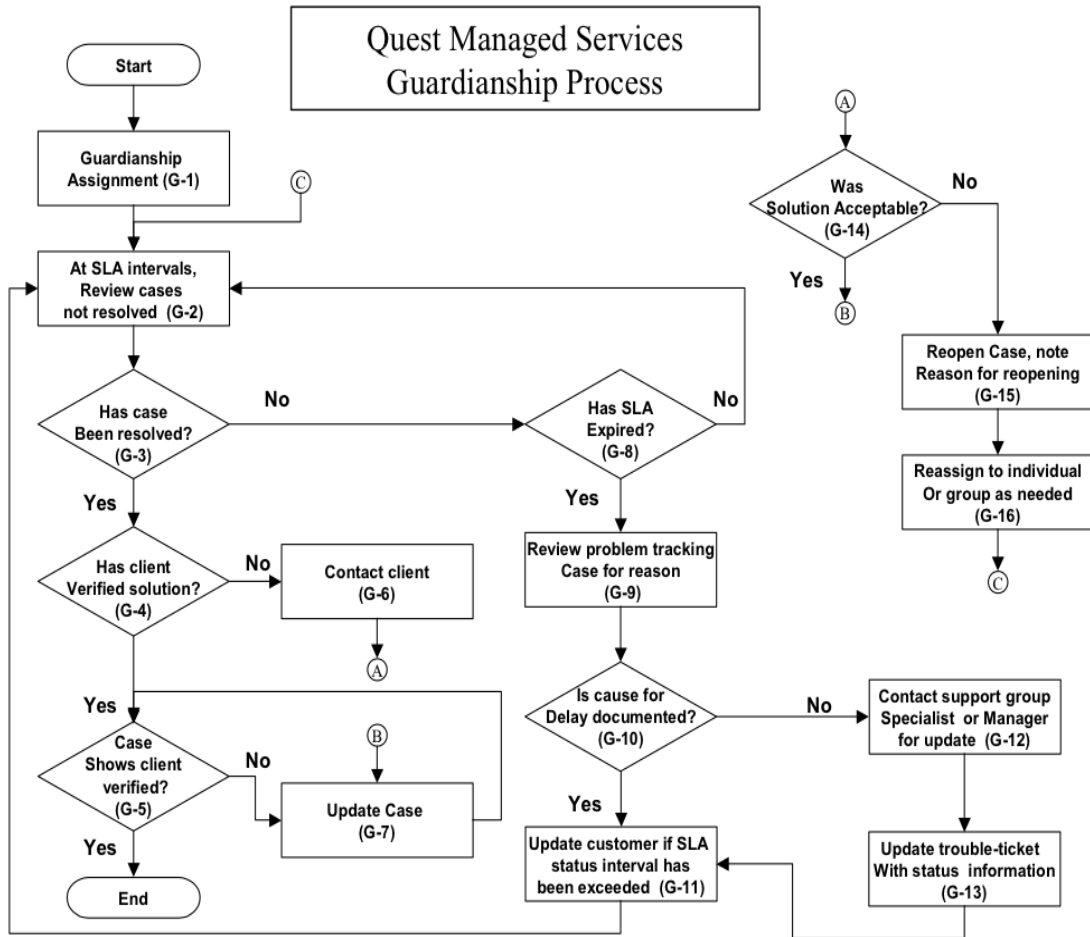 Quest Managed Services
Guardianship Process
Start
Guardianship
Assignment (G-1)
C
At SLA intervals,
Review cases
not resolved (G-2)
Has case
Been resolved?
(G-3)
No
Yes
Has SLA
Expired?
(G-8)
No
Yes
Has client
Verified solution?
(G-4)
No
Yes
Contact client
(G-6)
A
Case
Shows client
verified?
(G-5)
No
Yes
B
Update Case
(G-7)
End
Review problem tracking
Case for reason
(G-9)
Is cause for
Delay documented?
(G-10)
No
Yes
Update customer if SLA
status interval has
been exceeded (G-11)
Contact support group
Specialist or Manager
for update (G-12)
Update trouble-ticket
With status information
(G-13)
A
Was
Solution Acceptable?
(G-14)
No
Yes
B
Reopen Case, note
Reason for reopening
(G-15)
Reassign to individual
Or group as needed
(G-16)
C